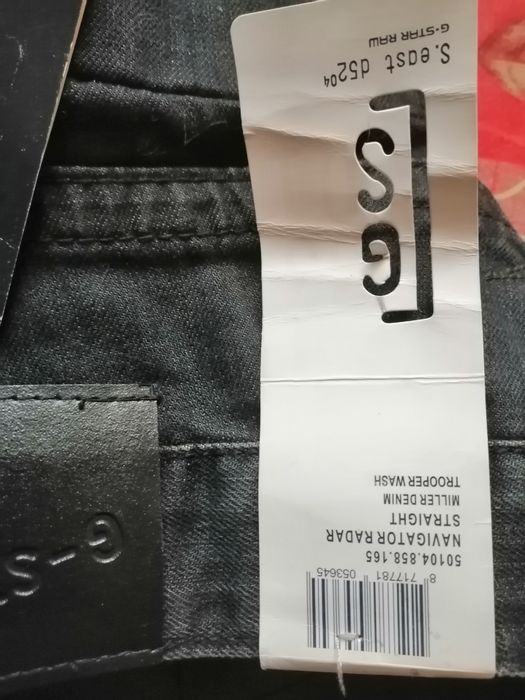 8 717781 053645
50104.858.165
NAVIGATOR RADAR
STRAIGHT
MILLER DENIM
TROOPER WASH
GS
S.east d52⁰⁴
G-STAR RAW
G-S